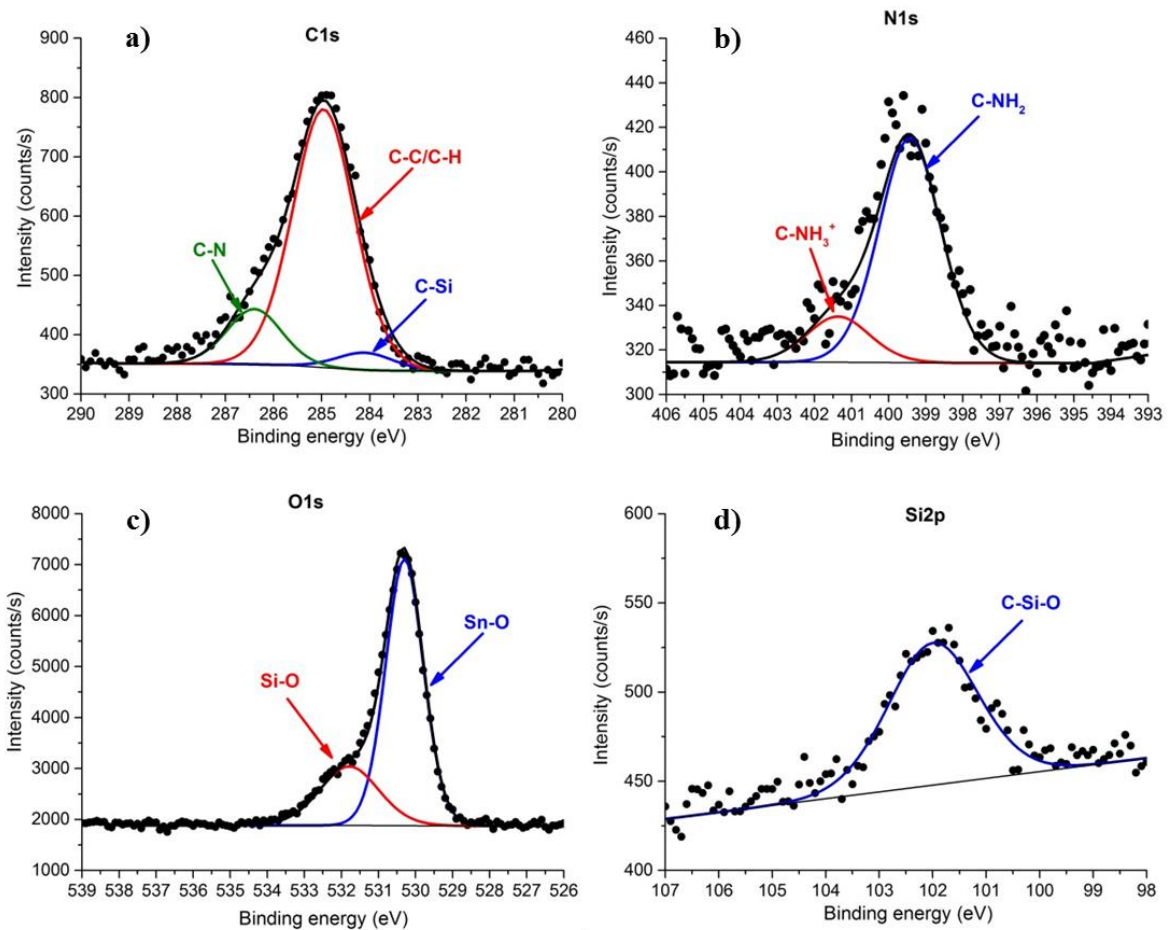 a)
C1s
900
800
700
600
500
400
300
Intensity (counts/s)
C-C/C-H
C-N
C-Si
290 289 288 287 286 285 284 283 282 281 280
Binding energy (eV)
b)
N1s
460
440
420
400
380
360
340
320
300
Intensity (counts/s)
C-NH₂
C-NH₃⁺
406 405 404 403 402 401 400 399 398 397 396 395 394 393
Binding energy (eV)
c)
O1s
8000
7000
6000
5000
4000
3000
2000
1000
Intensity (counts/s)
Sn-O
Si-O
539 538 537 536 535 534 533 532 531 530 529 528 527 526
Binding energy (eV)
d)
Si2p
600
550
500
450
400
Intensity (counts/s)
C-Si-O
107 106 105 104 103 102 101 100 99 98
Binding energy (eV)